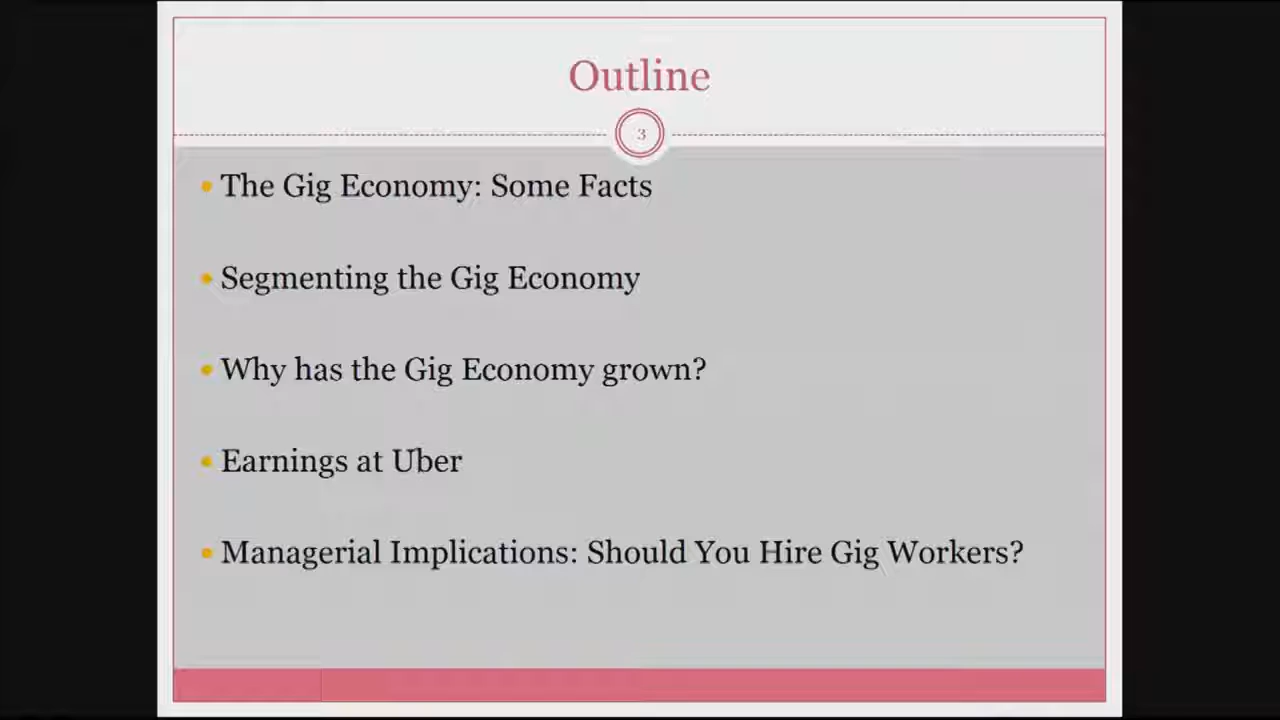 Outline
3
• The Gig Economy: Some Facts
• Segmenting the Gig Economy
• Why has the Gig Economy grown?
• Earnings at Uber
• Managerial Implications: Should You Hire Gig Workers?